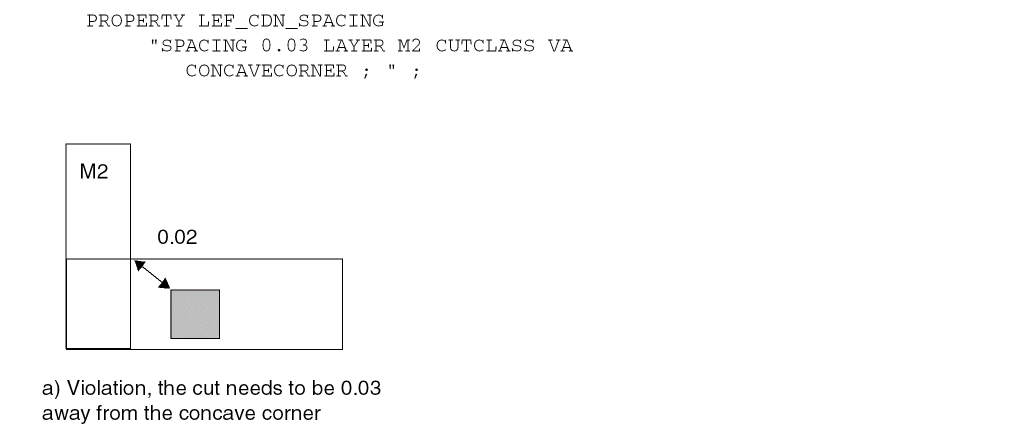 PROPERTY LEF_CDN_SPACING
"SPACING 0.03 LAYER M2 CUTCLASS VA
CONCAVECORNER ; " ;
M2
0.02
a) Violation, the cut needs to be 0.03
away from the concave corner